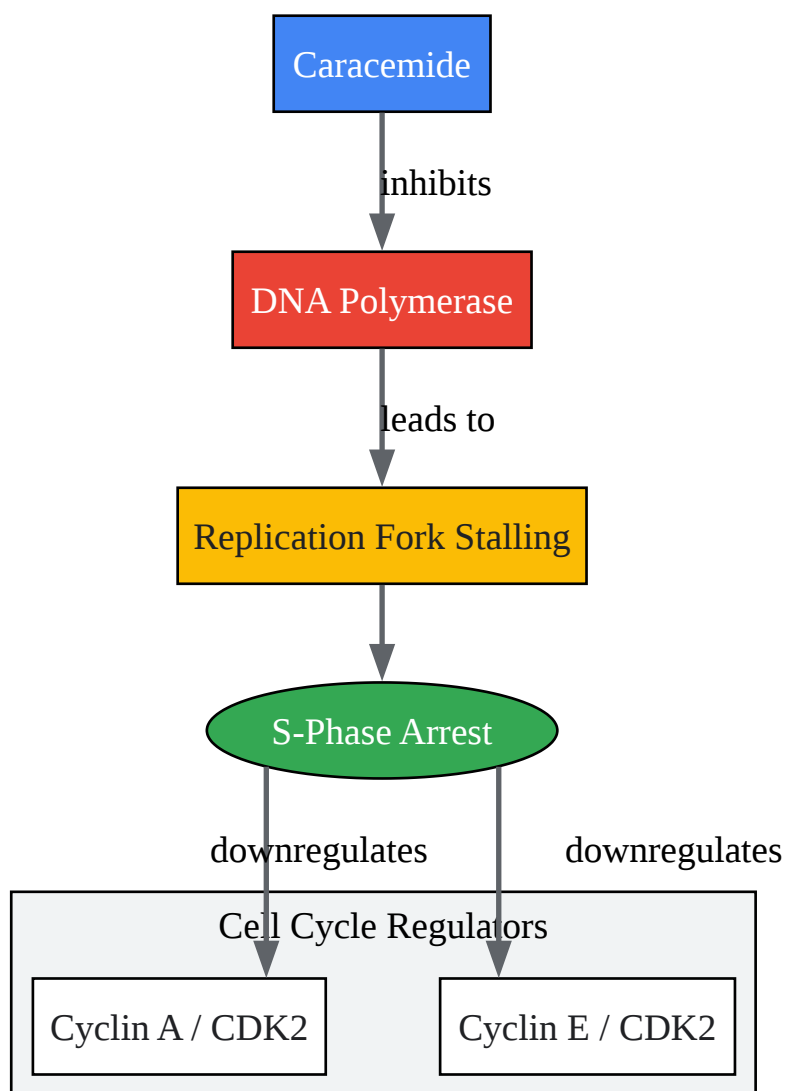 Caracemide
inhibits
DNA Polymerase
leads to
Replication Fork Stalling
S-Phase Arrest
downregulates
downregulates
Cell Cycle Regulators
Cyclin A / CDK2
Cyclin E / CDK2